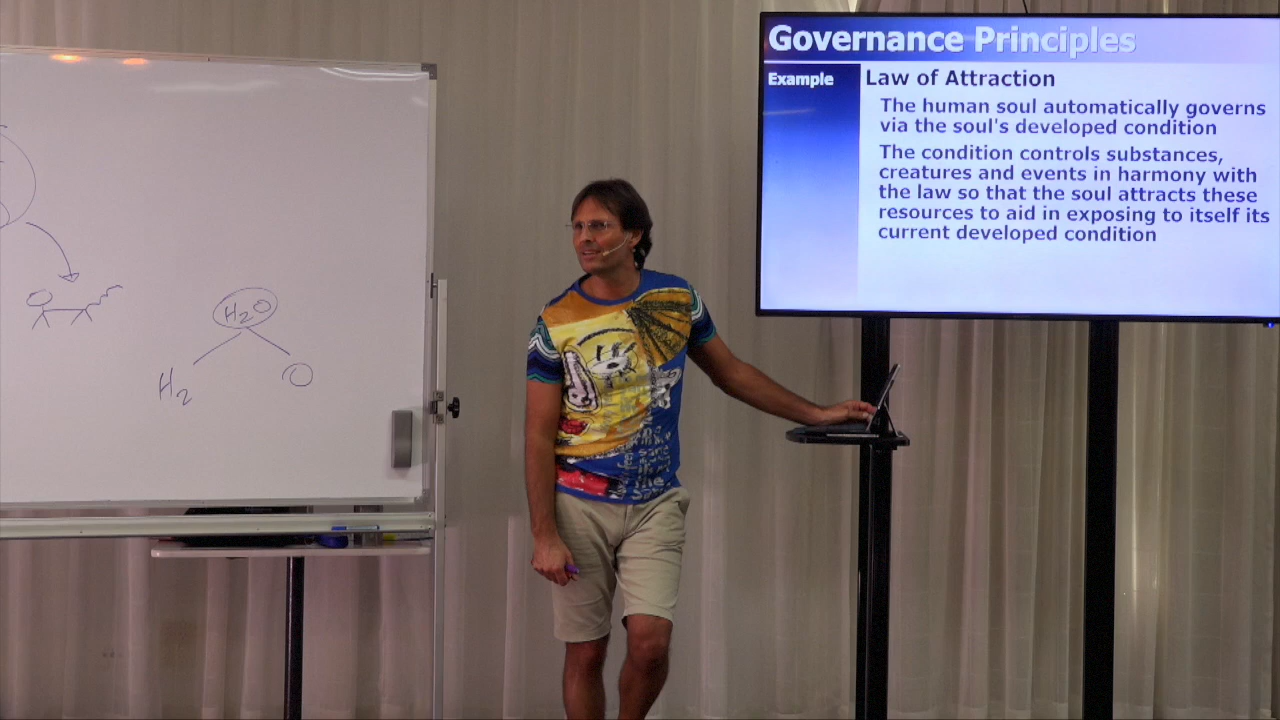 Governance Principles
Example
Law of Attraction
The human soul automatically governs
via the soul's developed condition
The condition controls substances,
creatures and events in harmony with
the law so that the soul attracts these
resources to aid in exposing to itself its
current developed condition
H2O
H2
O